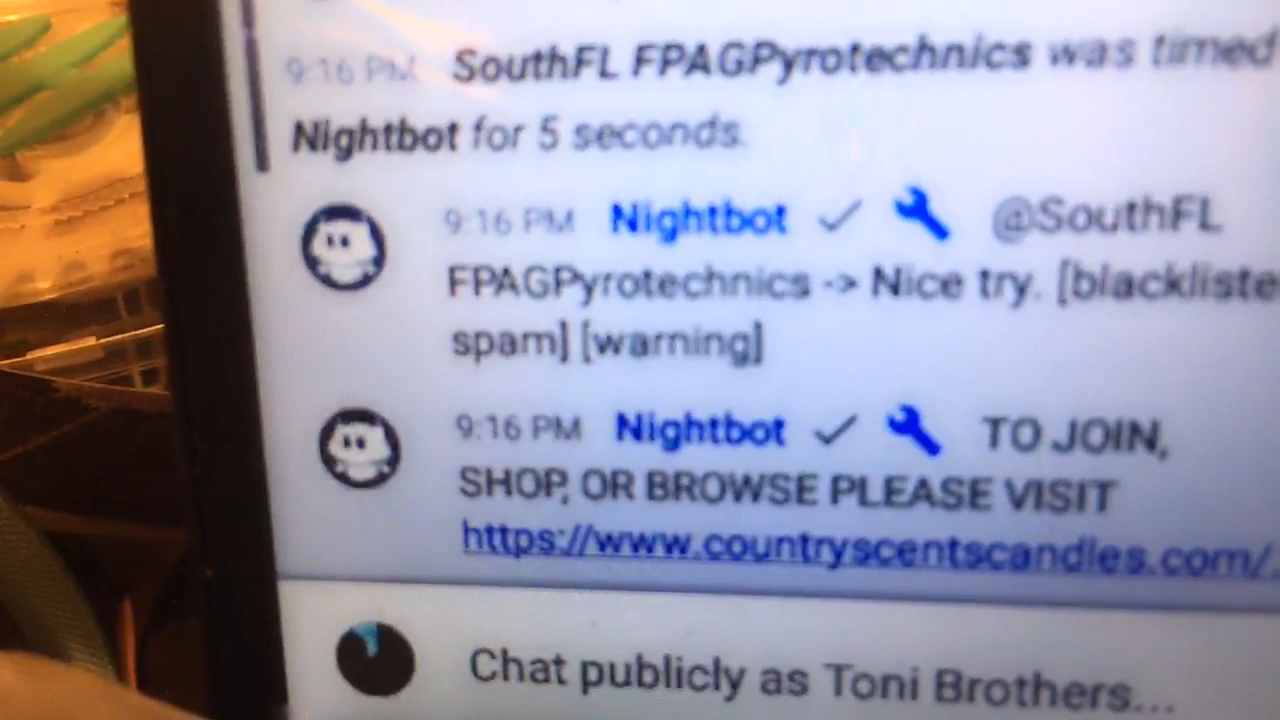 9:16 PM SouthFL FPAGPyrotechnics was timed
Nightbot for 5 seconds.
9:16 PM Nightbot @SouthFL
FPAGPyrotechnics -> Nice try. [blackliste
spam] [warning]
9:16 PM Nightbot TO JOIN,
SHOP, OR BROWSE PLEASE VISIT
https://www.countryscentscandles.com/...
Chat publicly as Toni Brothers...